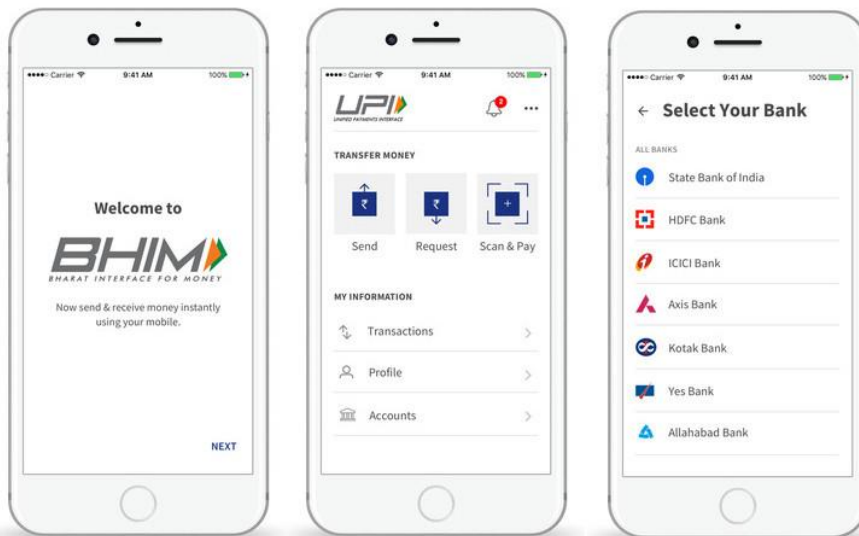 Carrier
9:41 AM
100%
Welcome to
BHIM
BHARAT INTERFACE FOR MONEY
Now send & receive money instantly
using your mobile.
NEXT
Carrier
9:41 AM
100%
UPI
UNIFIED PAYMENTS INTERFACE
2
TRANSFER MONEY
₹
₹
Send
Request
Scan & Pay
MY INFORMATION
Transactions
Profile
Accounts
Carrier
9:41 AM
100%
Select Your Bank
ALL BANKS
State Bank of India
HDFC Bank
ICICI Bank
Axis Bank
Kotak Bank
Yes Bank
Allahabad Bank